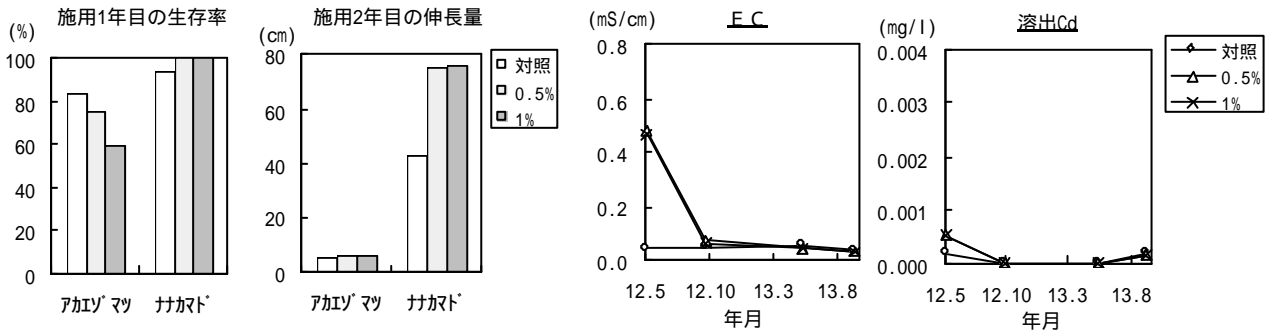 施用1年目の生存率
(%)
100
80
60
40
20
0
アカエゾマツ ナナカマド
施用2年目の伸長量
(cm)
80
60
40
20
0
アカエゾマツ ナナカマド
対照
0.5%
1%
EC
(mS/cm)
0.8
0.6
0.4
0.2
0.0
12.5 12.10 13.3 13.8
年月
溶出Cd
(mg/l)
0.004
0.003
0.002
0.001
0.000
12.5 12.10 13.3 13.8
年月
対照
0.5%
1%